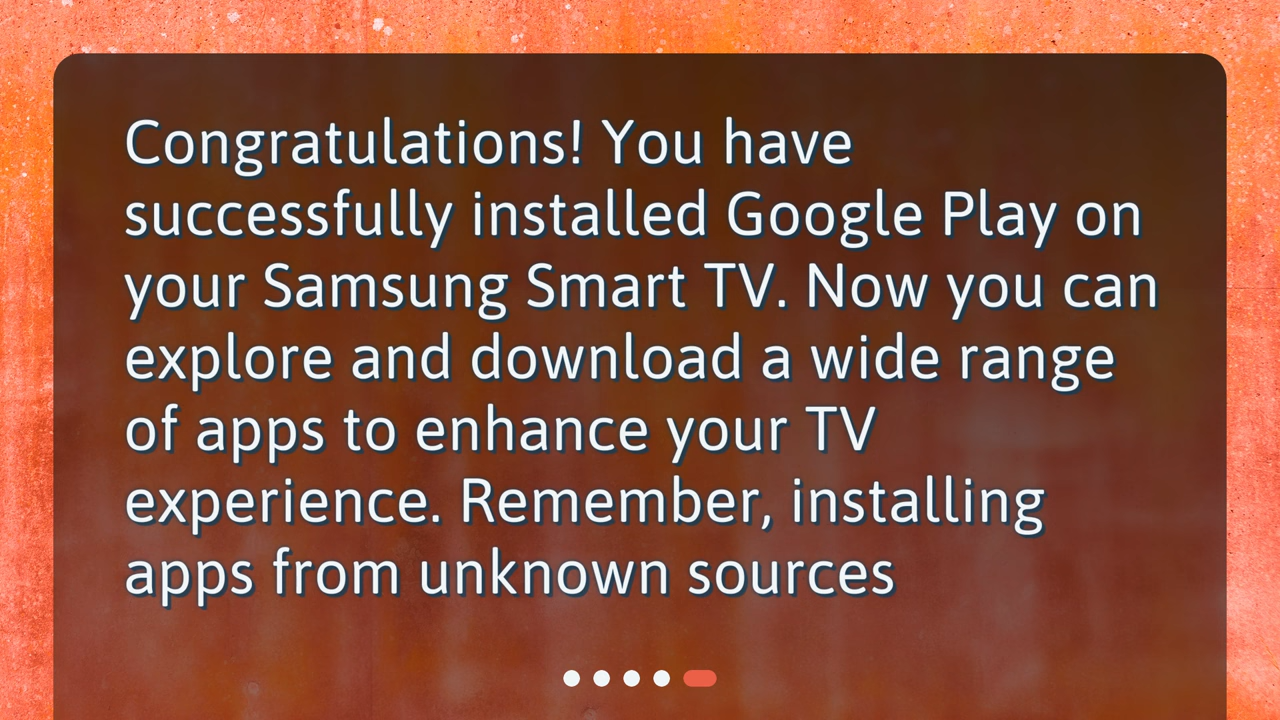 Congratulations! You have
successfully installed Google Play on
your Samsung Smart TV. Now you can
explore and download a wide range
of apps to enhance your TV
experience. Remember, installing
apps from unknown sources